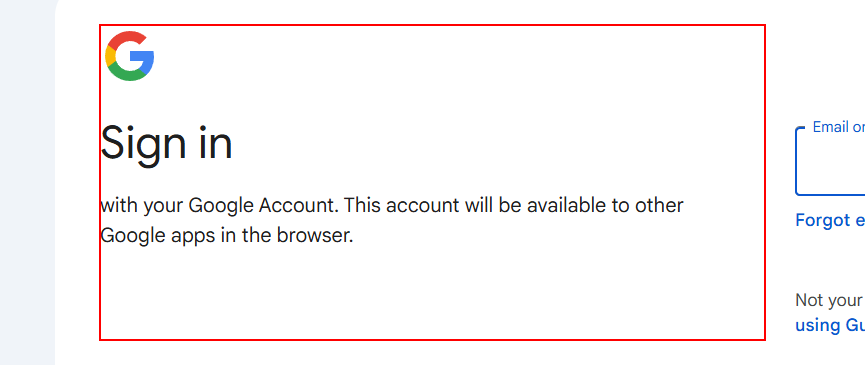 Sign in
with your Google Account. This account will be available to other
Google apps in the browser.
Email or
Forgot e
Not your
using Gu